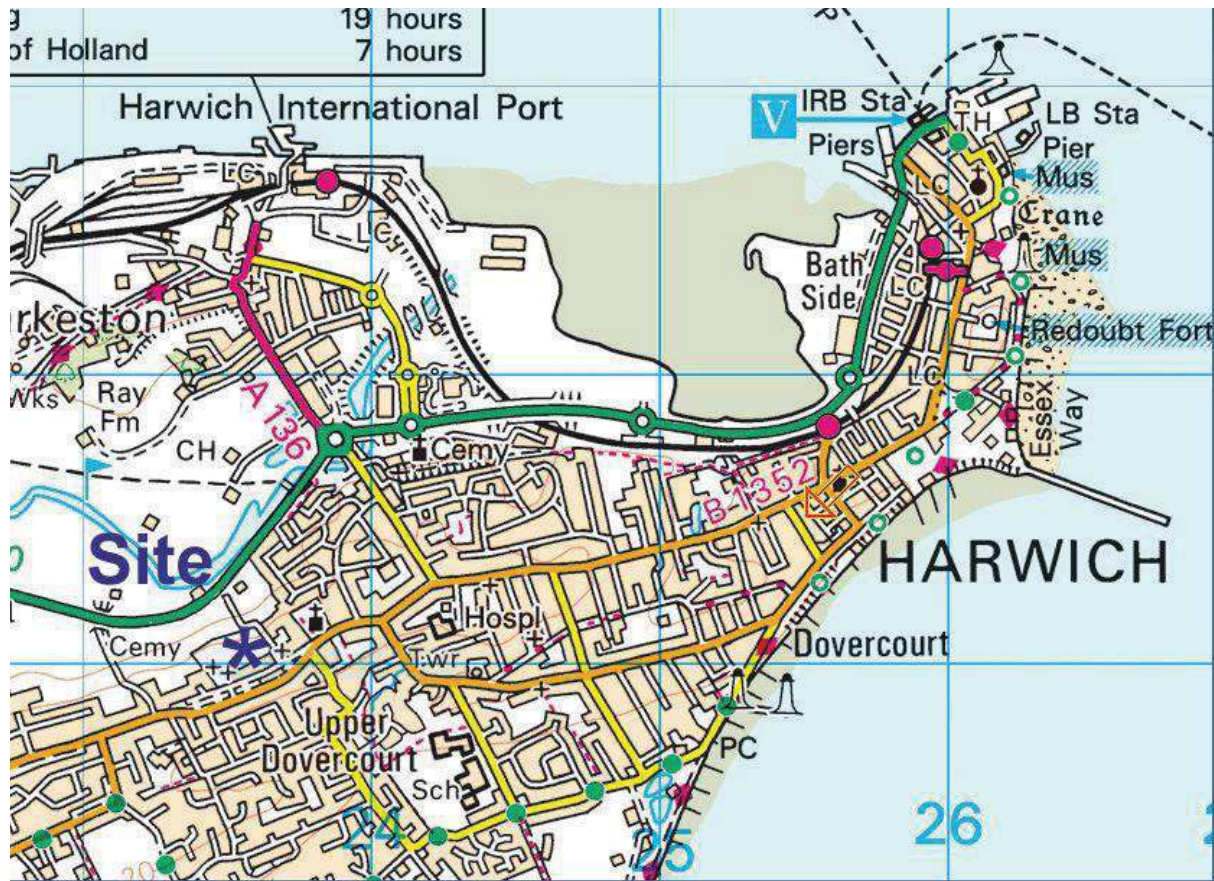 19 hours
of Holland 7 hours
Harwich International Port
V
IRB Sta
Piers
TH
LB Sta
Pier
Mus
LC
LC
LC
Crane
Mus
Bath
Side
LC
rkeston
Redoubt Fort
Wks
Ray
Fm
A 136
LC
Essex Way
CH
Cemy
B 1352
Site
HARWICH
Cemy
Hospl
Twr
Dovercourt
Upper
Dovercourt
PC
Sch
24
25
26
20